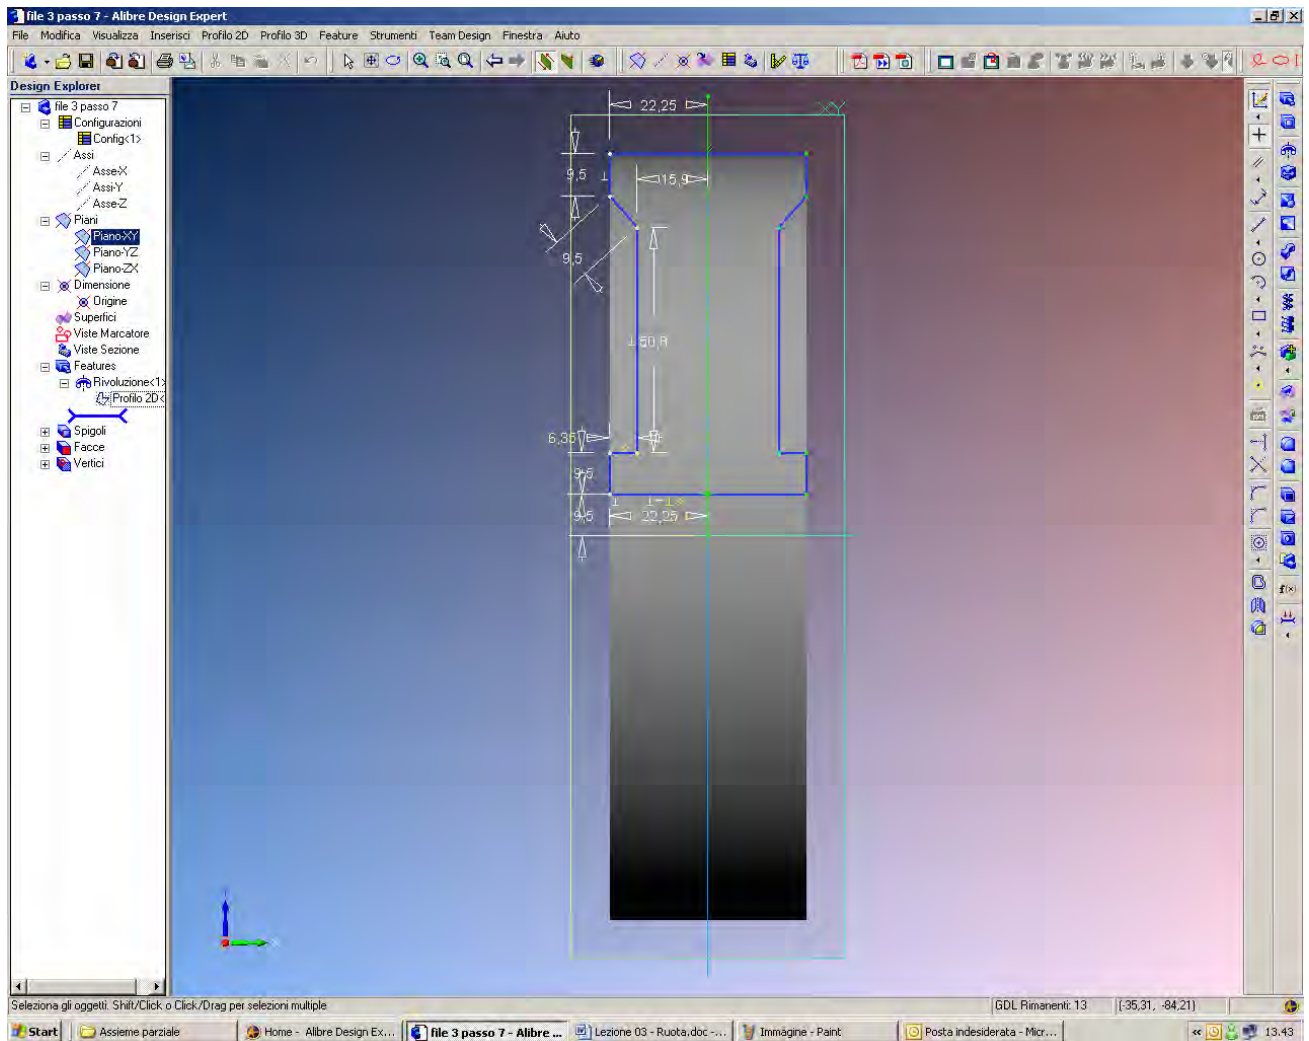 file 3 passo 7 - Alibre Design Expert
File Modifica Visualizza Inserisci Profilo 2D Profilo 3D Feature Strumenti Team Design Finestra Aiuto
Design Explorer
file 3 passo 7
Configurazioni
Config<1>
Assi
Asse-X
Assi-Y
Asse-Z
Piani
Piano-XY
Piano-YZ
Piano-ZX
Dimensione
Origine
Superfici
Viste Marcatore
Viste Sezione
Features
Rivoluzione<1>
Profilo 2D<
Spigoli
Facce
Vertici
XY
22,25
9,5
15,9
9,5
50,8
6,35
9,5
9,5
22,25
f(x)
Seleziona gli oggetti. Shift/Click o Click/Drag per selezioni multiple
GDL Rimanenti: 13
(-35,31, -84,21)
Start
Assieme parziale
Home - Alibre Design Ex...
file 3 passo 7 - Alibre ...
Lezione 03 - Ruota.doc -...
Immagine - Paint
Posta indesiderata - Micr...
13.43